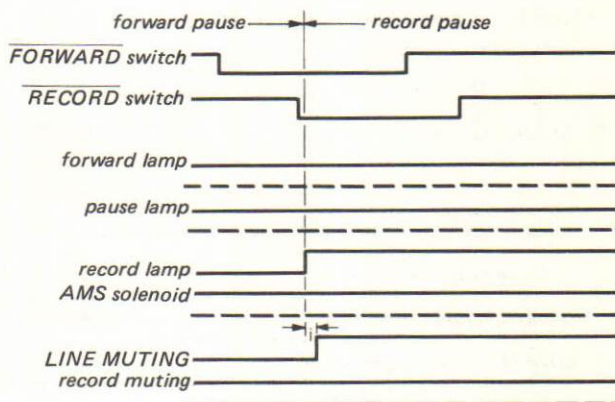 forward pause record pause
FORWARD switch
RECORD switch
forward lamp
pause lamp
record lamp
AMS solenoid
i
LINE MUTING
record muting